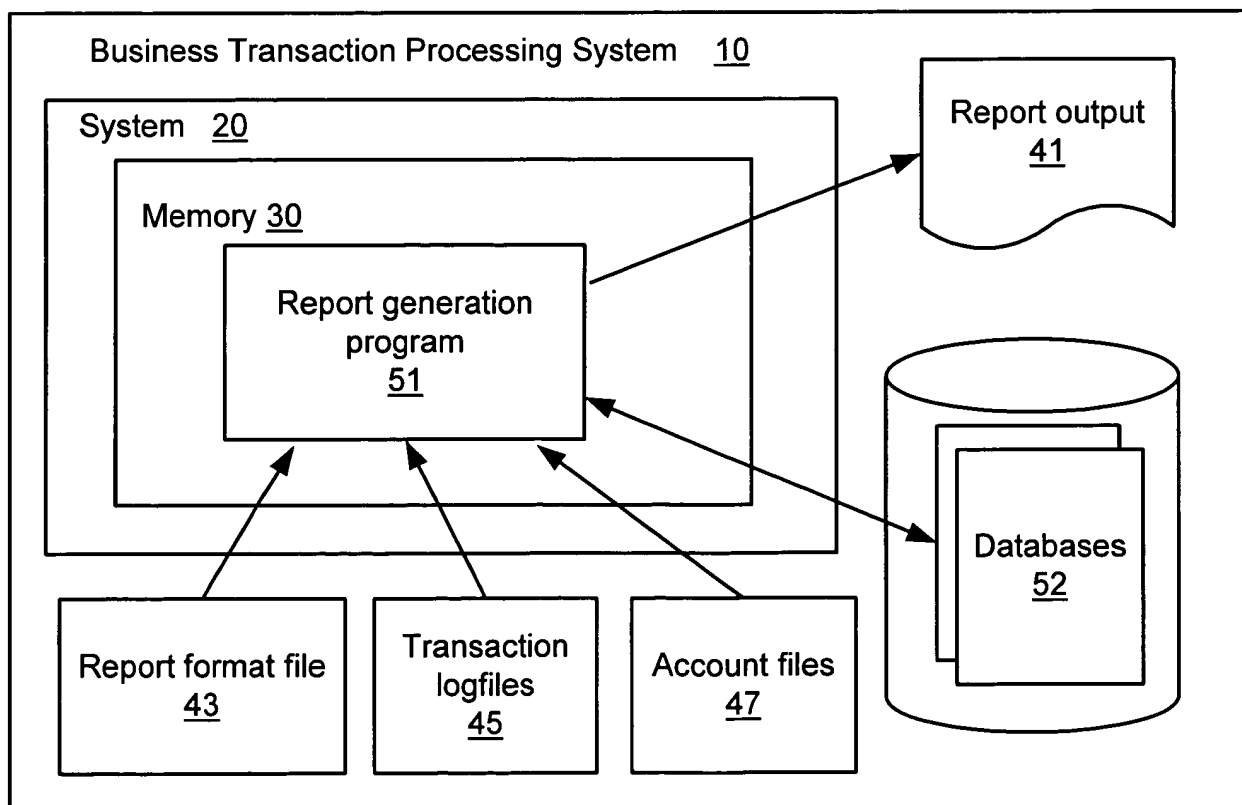 Business Transaction Processing System 10
System 20
Memory 30
Report generation
program
51
Report output
41
Databases
52
Report format file
43
Transaction
logfiles
45
Account files
47